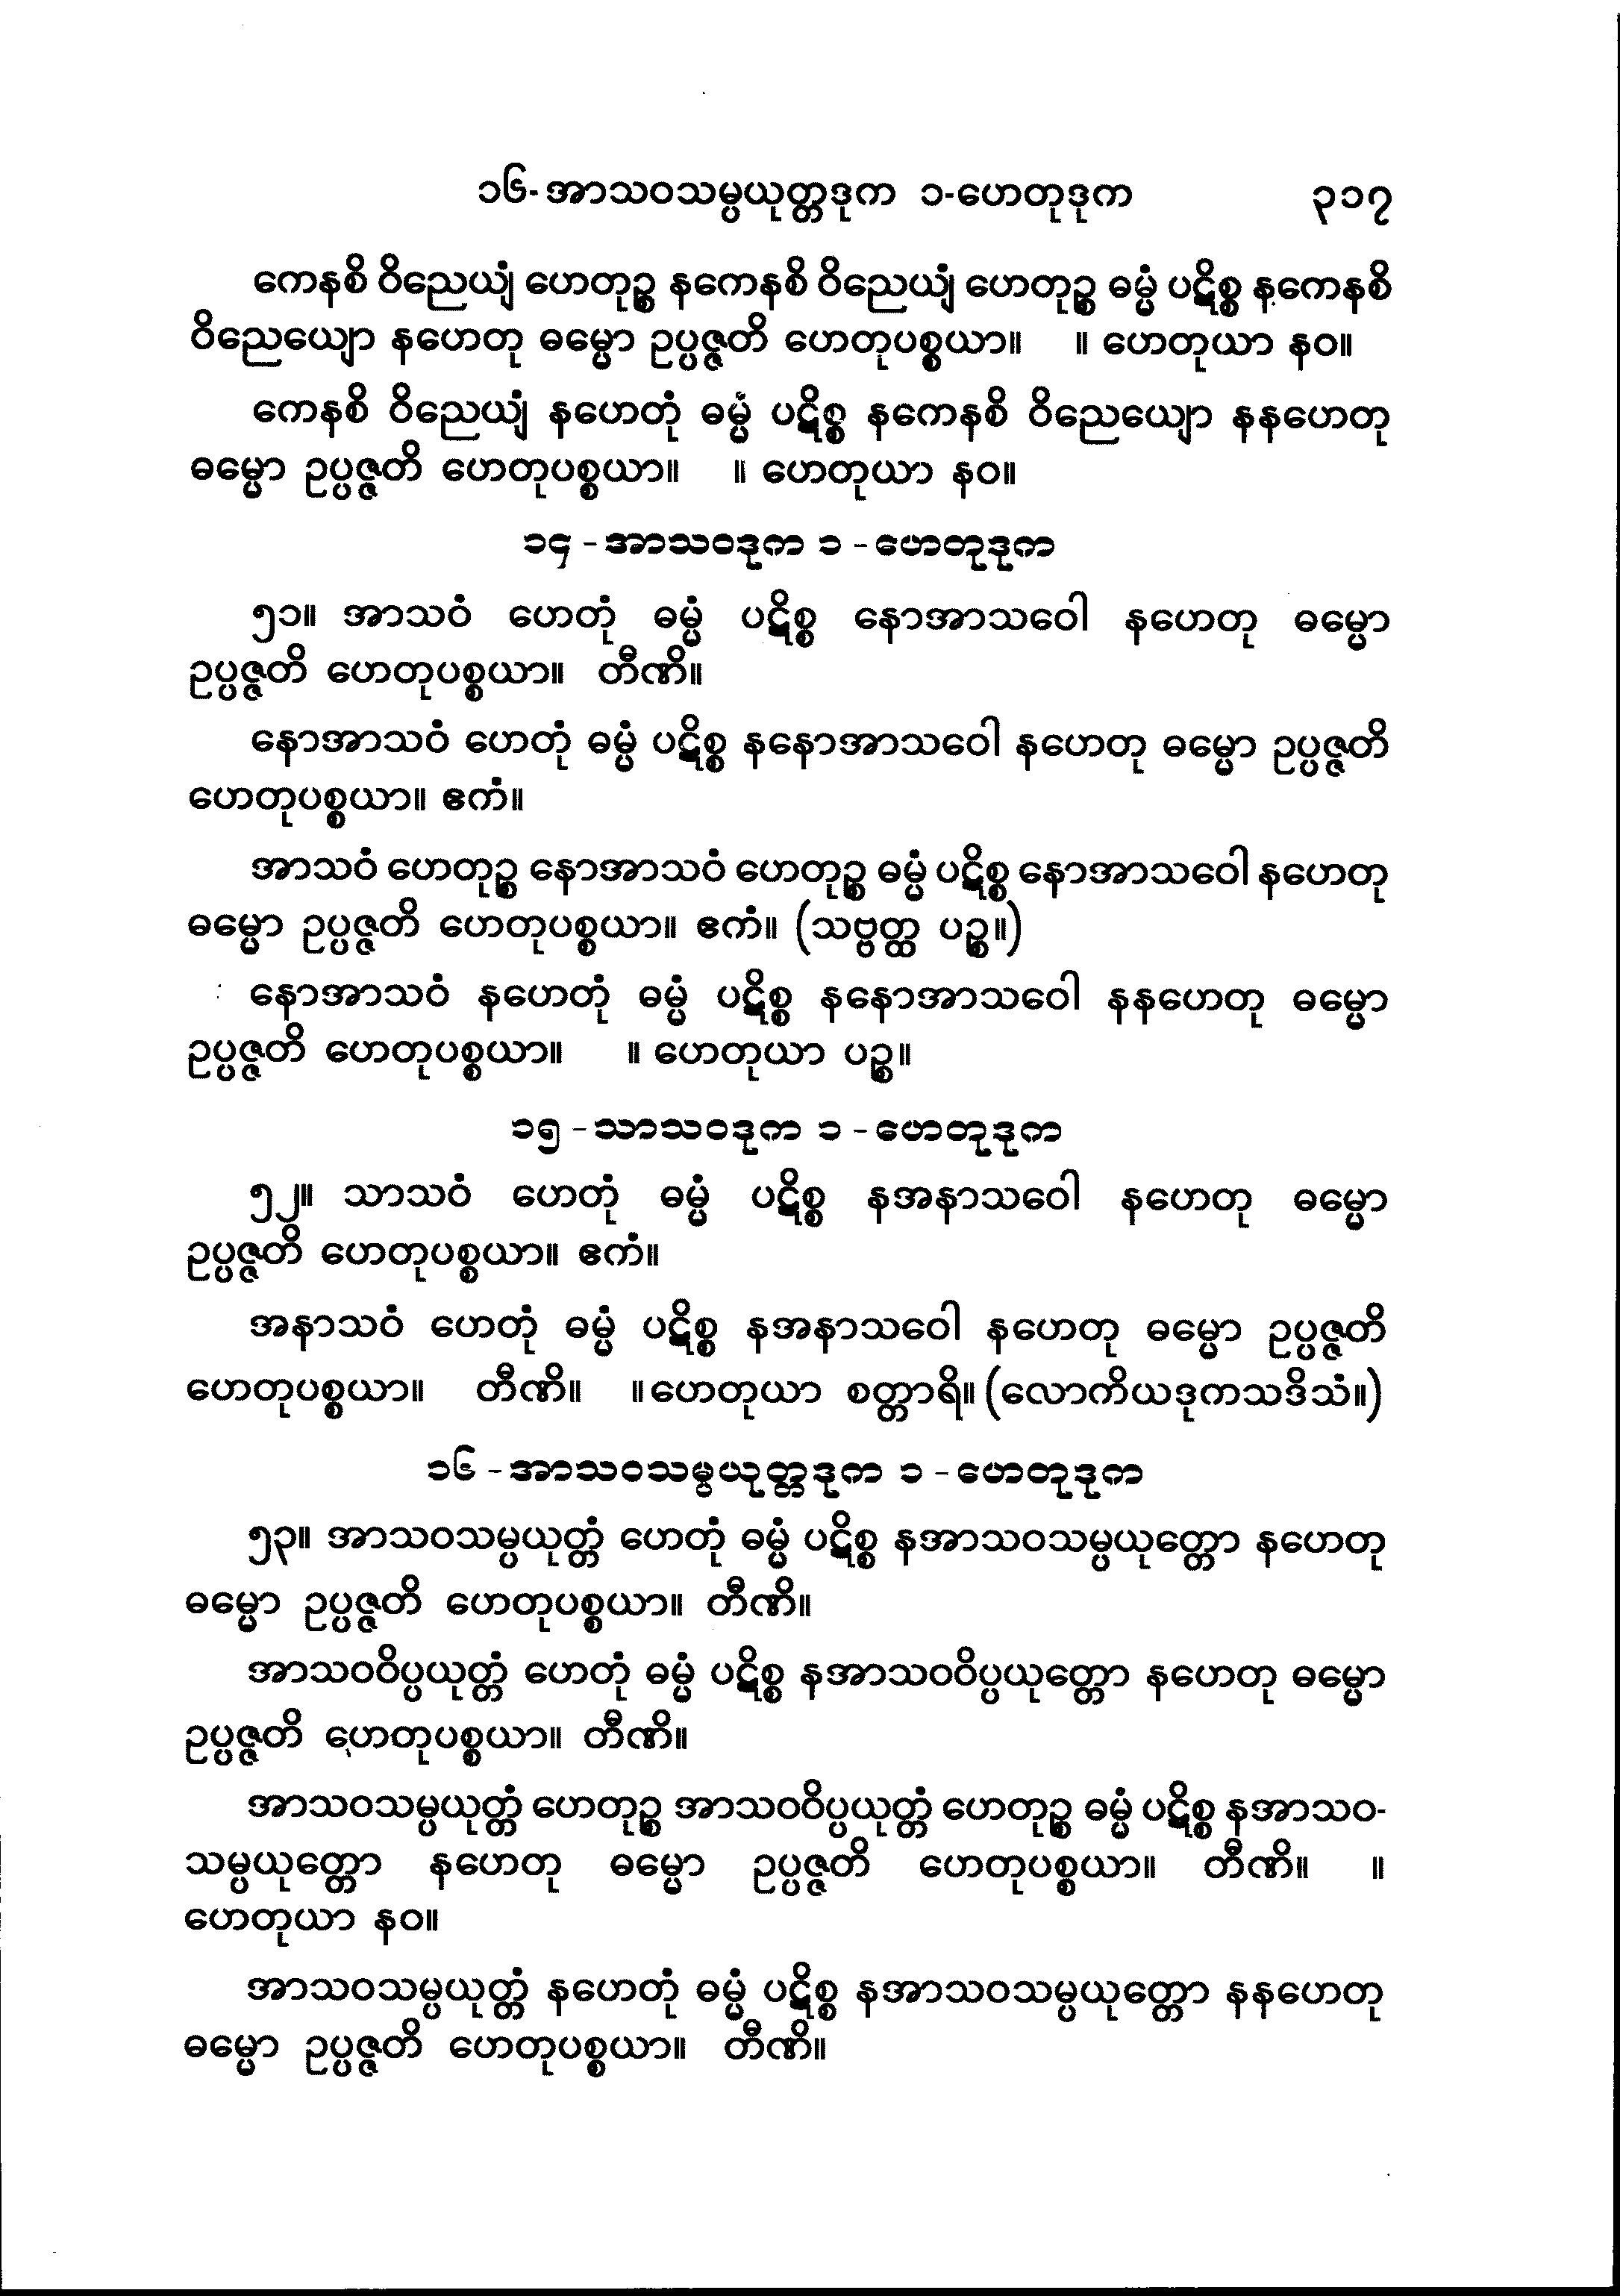 ၁၆-အာသဝသမ္ပယုတ္တဒုက ၁-ဟေတုဒုက ၃၁၇
ကေနစိ ဝိညေယျံ ဟေတုဉ္စ နကေနစိ ဝိညေယျံ ဟေတုဉ္စ ဓမ္မံ ပဋိစ္စ နကေနစိ
ဝိညေယျော နဟေတု ဓမ္မော ဥပ္ပဇ္ဇတိ ဟေတုပစ္စယာ။ ။ ဟေတုယာ နဝ။
ကေနစိ ဝိညေယျံ နဟေတုံ ဓမ္မံ ပဋိစ္စ နကေနစိ ဝိညေယျော နနဟေတု
ဓမ္မော ဥပ္ပဇ္ဇတိ ဟေတုပစ္စယာ။ ။ ဟေတုယာ နဝ။
၁၄ -အာသဝဒုက ၁ -ဟေတုဒုက
၅၁။ အာသဝံ ဟေတုံ ဓမ္မံ ပဋိစ္စ နောအာသဝေါ နဟေတု ဓမ္မော
ဥပ္ပဇ္ဇတိ ဟေတုပစ္စယာ။ တီဏိ။
နောအာသဝံ ဟေတုံ ဓမ္မံ ပဋိစ္စ နနောအာသဝေါ နဟေတု ဓမ္မော ဥပ္ပဇ္ဇတိ
ဟေတုပစ္စယာ။ ဧကံ။
အာသဝံ ဟေတုဉ္စ နောအာသဝံ ဟေတုဉ္စ ဓမ္မံ ပဋိစ္စ နောအာသဝေါ နဟေတု
ဓမ္မော ဥပ္ပဇ္ဇတိ ဟေတုပစ္စယာ။ ဧကံ။ (သဗ္ဗတ္ထ ပဉ္စ။)
နောအာသဝံ နဟေတုံ ဓမ္မံ ပဋိစ္စ နနောအာသဝေါ နနဟေတု ဓမ္မော
ဥပ္ပဇ္ဇတိ ဟေတုပစ္စယာ။ ။ ဟေတုယာ ပဉ္စ။
၁၅ -သာသဝဒုက ၁ -ဟေတုဒုက
၅၂။ သာသဝံ ဟေတုံ ဓမ္မံ ပဋိစ္စ နအနာသဝေါ နဟေတု ဓမ္မော
ဥပ္ပဇ္ဇတိ ဟေတုပစ္စယာ။ ဧကံ။
အနာသဝံ ဟေတုံ ဓမ္မံ ပဋိစ္စ နအနာသဝေါ နဟေတု ဓမ္မော ဥပ္ပဇ္ဇတိ
ဟေတုပစ္စယာ။ တီဏိ။ ။ဟေတုယာ စတ္တာရိ။ (လောကိယဒုကသဒိသံ။)
၁၆ -အာသဝသမ္ပယုတ္တဒုက ၁ -ဟေတုဒုက
၅၃။ အာသဝသမ္ပယုတ္တံ ဟေတုံ ဓမ္မံ ပဋိစ္စ နအာသဝသမ္ပယုတ္တော နဟေတု
ဓမ္မော ဥပ္ပဇ္ဇတိ ဟေတုပစ္စယာ။ တီဏိ။
အာသဝဝိပ္ပယုတ္တံ ဟေတုံ ဓမ္မံ ပဋိစ္စ နအာသဝဝိပ္ပယုတ္တော နဟေတု ဓမ္မော
ဥပ္ပဇ္ဇတိ ဟေတုပစ္စယာ။ တီဏိ။
အာသဝသမ္ပယုတ္တံ ဟေတုဉ္စ အာသဝဝိပ္ပယုတ္တံ ဟေတုဉ္စ ဓမ္မံ ပဋိစ္စ နအာသဝ-
သမ္ပယုတ္တော နဟေတု ဓမ္မော ဥပ္ပဇ္ဇတိ ဟေတုပစ္စယာ။ တီဏိ။ ။
ဟေတုယာ နဝ။
အာသဝသမ္ပယုတ္တံ နဟေတုံ ဓမ္မံ ပဋိစ္စ နအာသဝသမ္ပယုတ္တော နနဟေတု
ဓမ္မော ဥပ္ပဇ္ဇတိ ဟေတုပစ္စယာ။ တီဏိ။